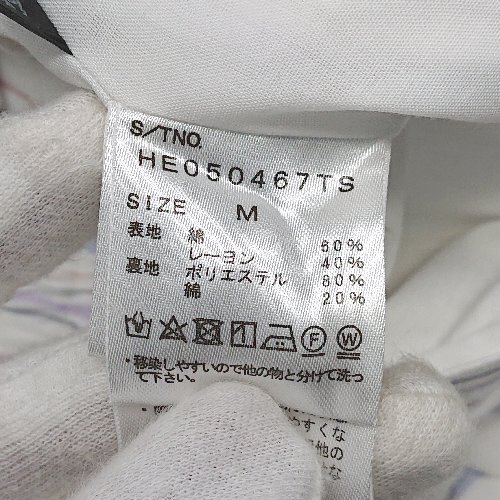 S/TNO.
HE050467TS
SIZE M
表地 綿 60%
レーヨン 40%
裏地 ポリエステル 80%
綿 20%
・移染しやすいので他の物と分けて洗っ
て下さい。